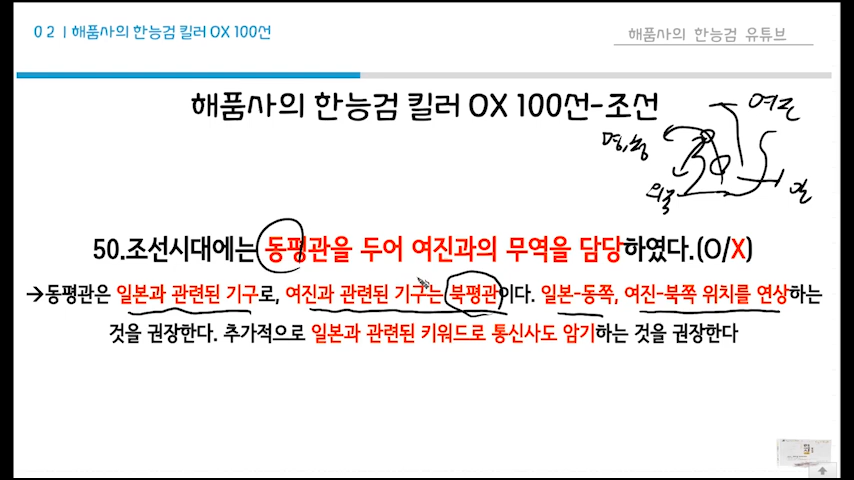 02 | 해품사의 한능검 킬러 OX 100선
해품사의 한능검 유튜브
해품사의 한능검 킬러 OX 100선-조선
여진
50.조선시대에는 동평관을 두어 여진과의 무역을 담당하였다.(O/X)
→동평관은 일본과 관련된 기구로, 여진과 관련된 기구는 북평관이다. 일본-동쪽, 여진-북쪽 위치를 연상하는
것을 권장한다. 추가적으로 일본과 관련된 키워드로 통신사도 암기하는 것을 권장한다